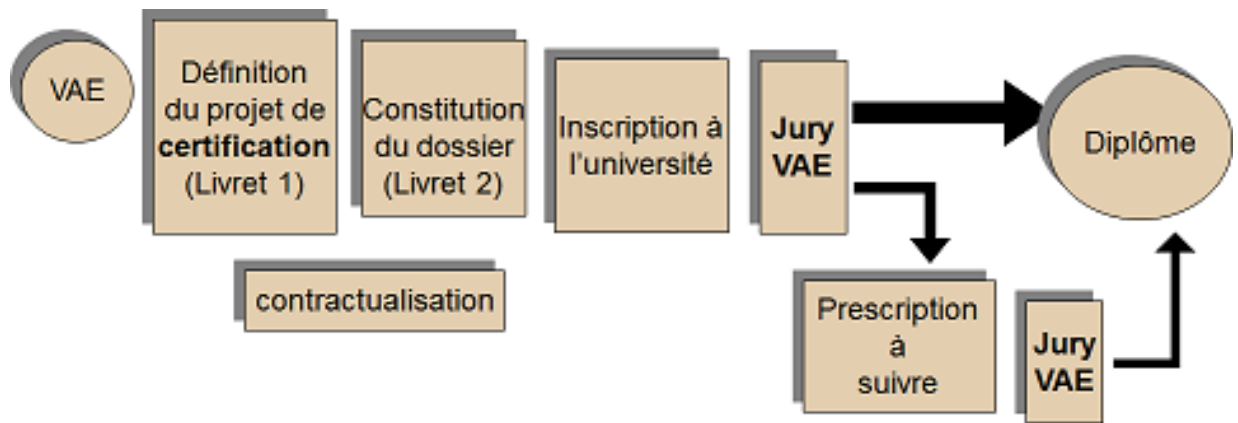 VAE
Définition
du projet de
certification
(Livret 1)
Constitution
du dossier
(Livret 2)
Inscription à
l'université
Jury
VAE
Diplôme
contractualisation
Prescription
à
suivre
Jury
VAE